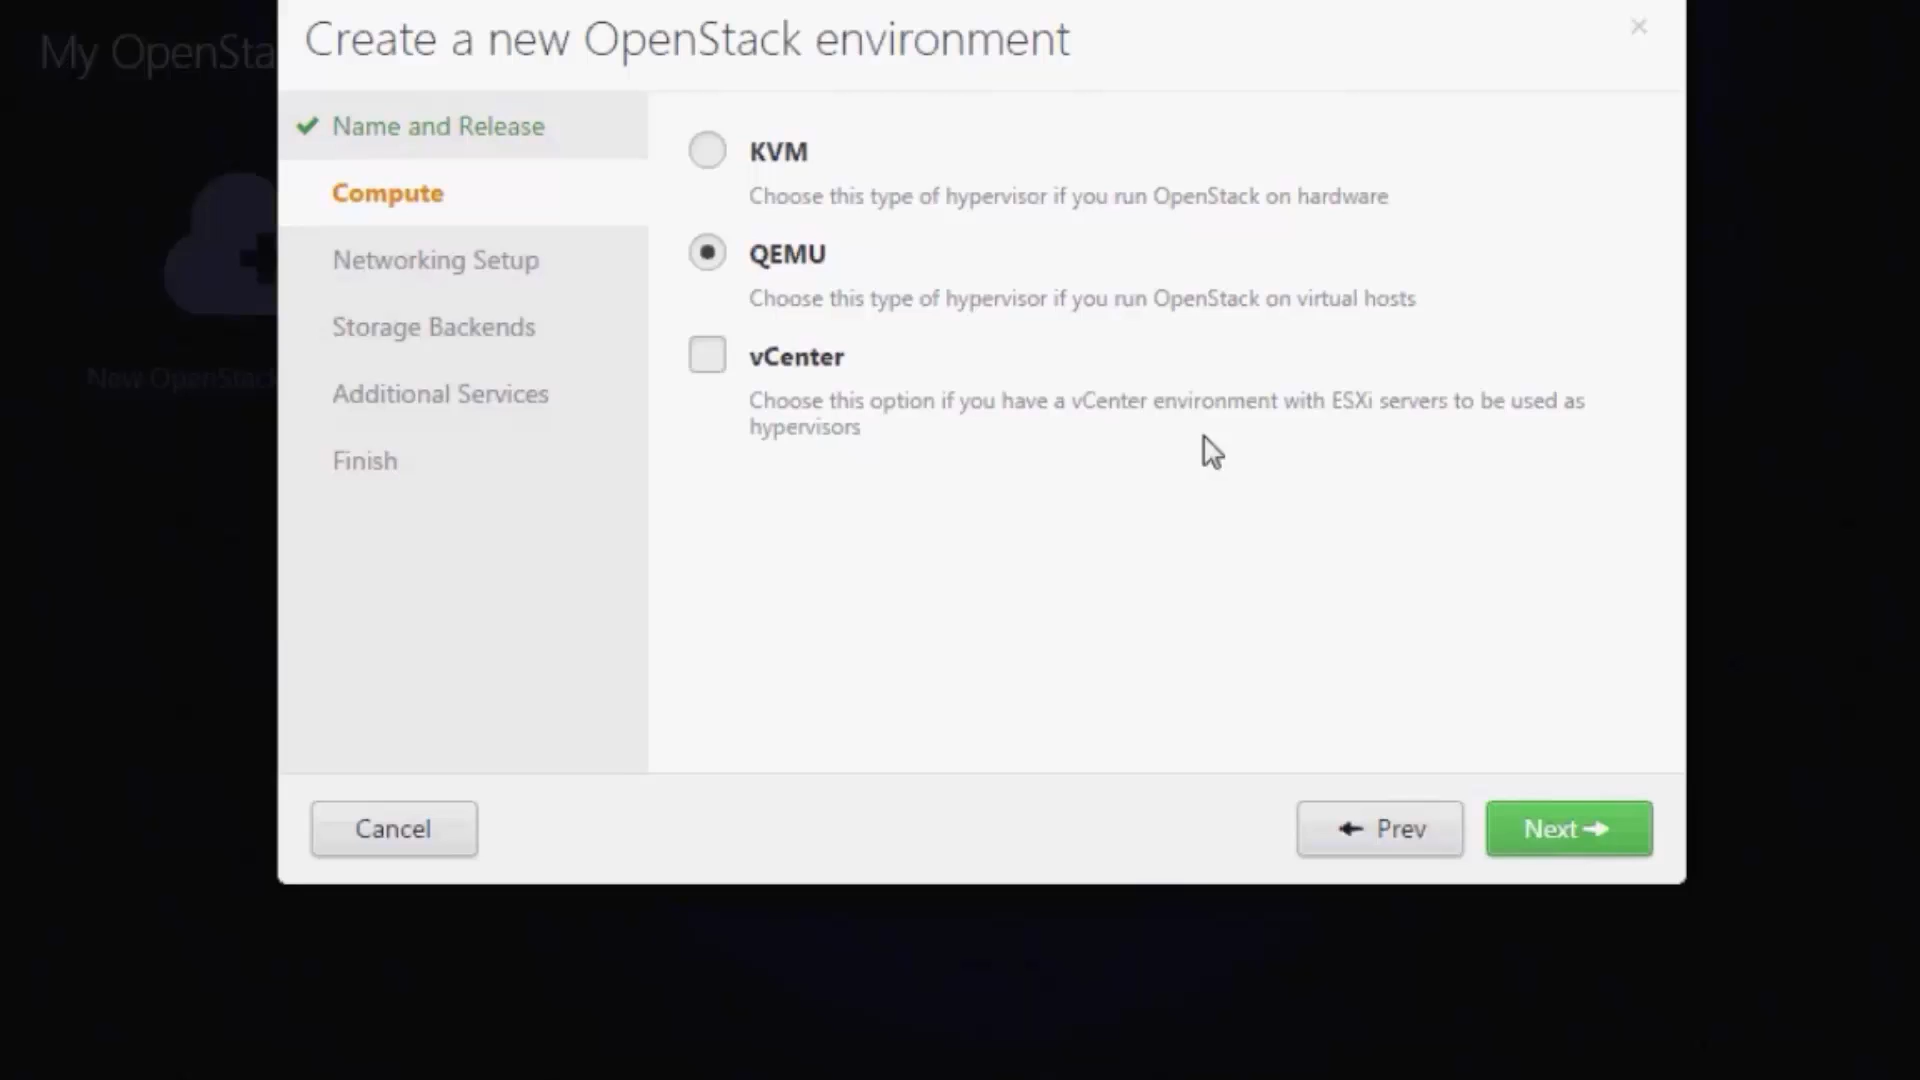 My OpenSta
Create a new OpenStack environment
×
Name and Release
Compute
Networking Setup
Storage Backends
Additional Services
Finish
KVM
Choose this type of hypervisor if you run OpenStack on hardware
QEMU
Choose this type of hypervisor if you run OpenStack on virtual hosts
vCenter
Choose this option if you have a vCenter environment with ESXi servers to be used as
hypervisors
New OpenStack
Cancel
Prev
Next